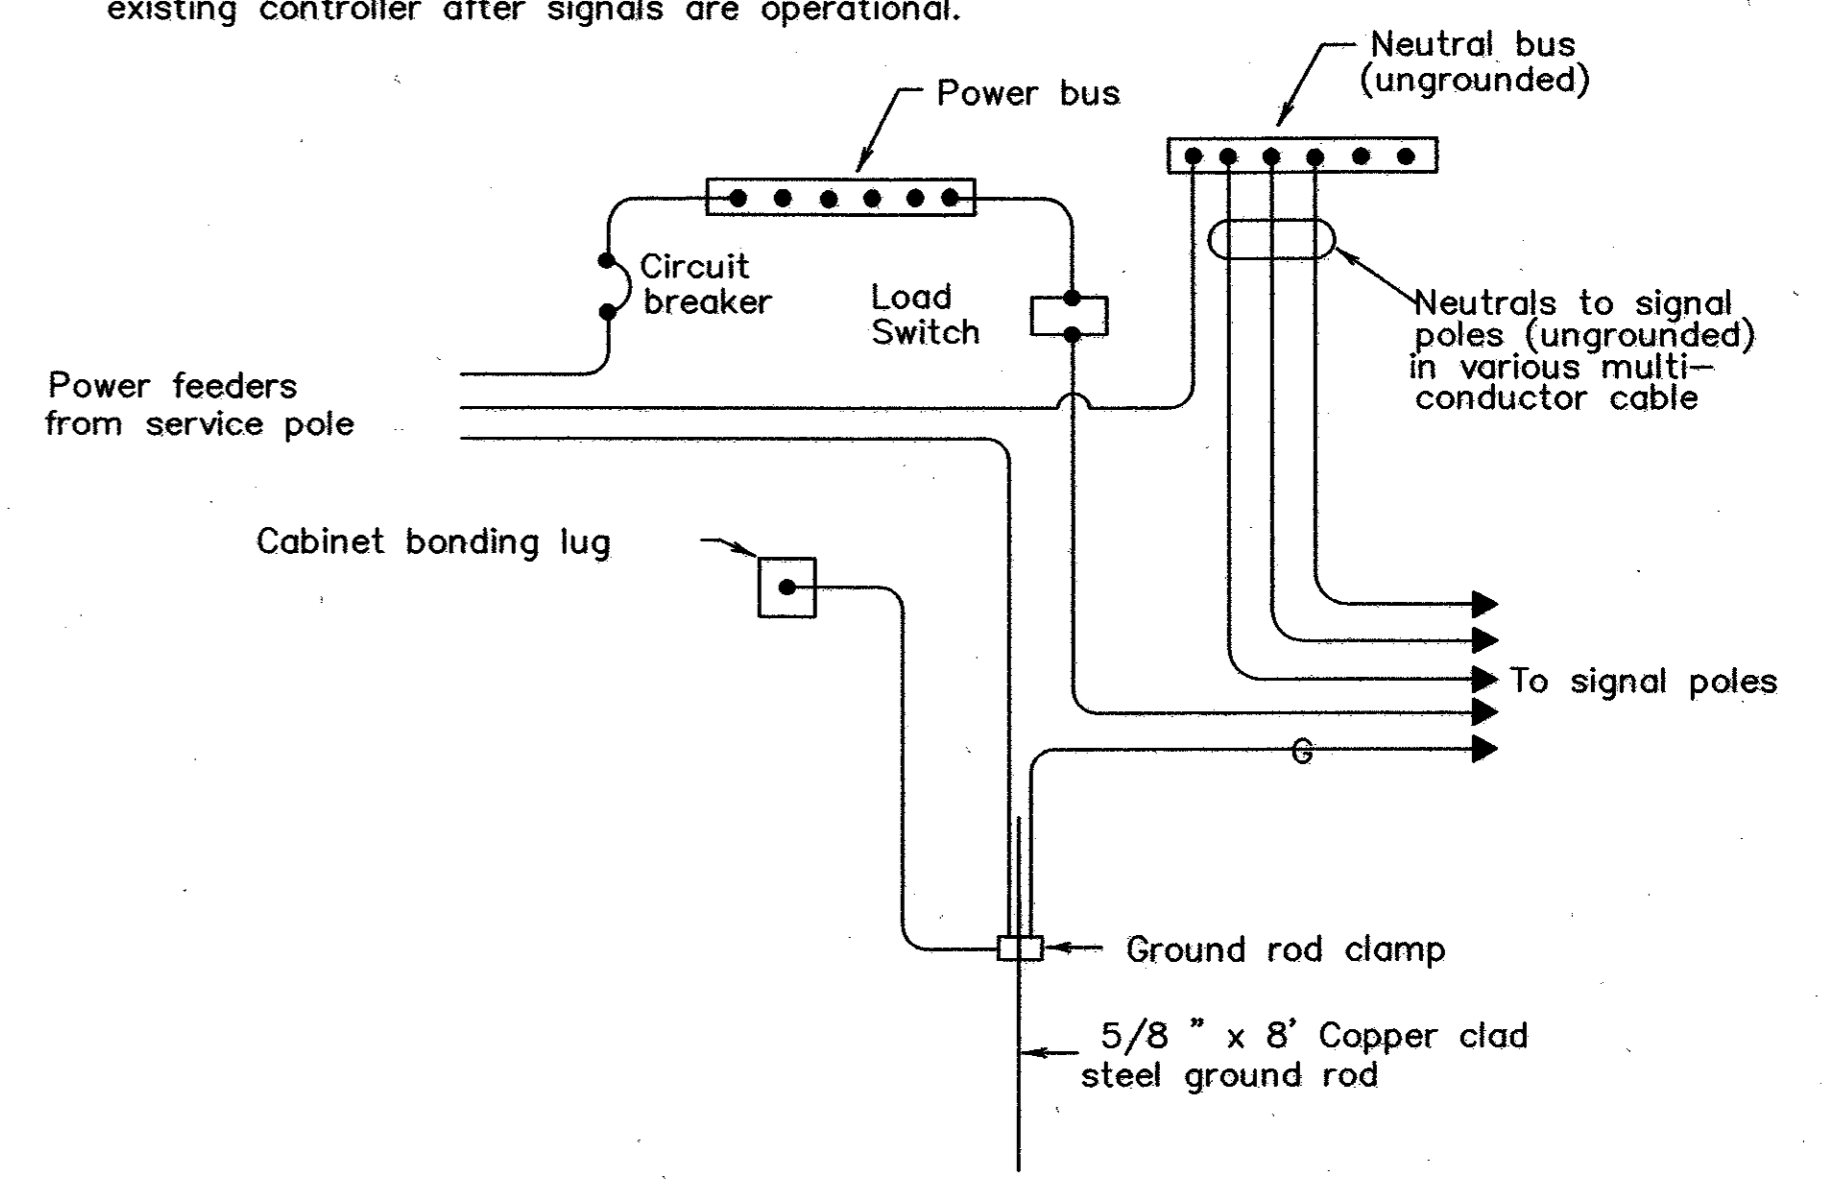 existing controller after signals are operational.
Neutral bus
(ungrounded)
Power bus
Circuit
breaker
Load
Switch
Neutrals to signal
poles (ungrounded)
in various multi-
conductor cable
Power feeders
from service pole
Cabinet bonding lug
To signal poles
G
Ground rod clamp
5/8 " x 8' Copper clad
steel ground rod